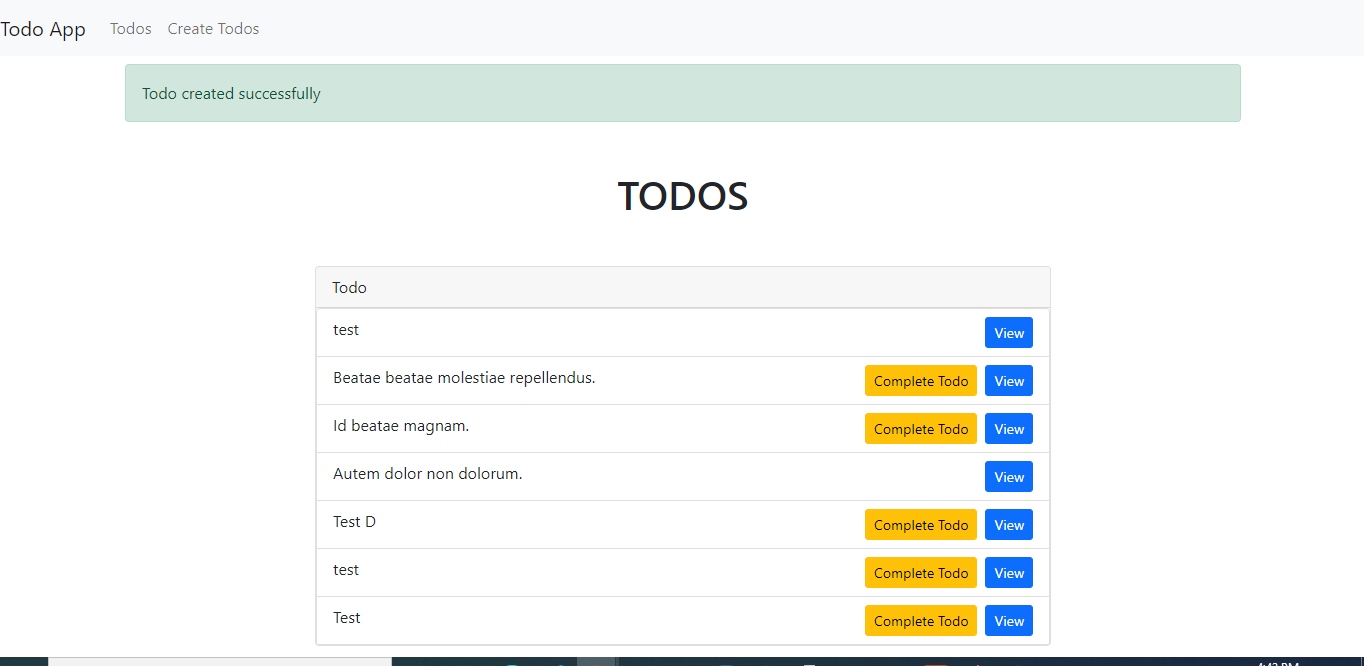 Todo App Todos Create Todos
Todo created successfully
TODOS
Todo
test View
Beatae beatae molestiae repellendus. Complete Todo View
Id beatae magnam. Complete Todo View
Autem dolor non dolorum. View
Test D Complete Todo View
test Complete Todo View
Test Complete Todo View